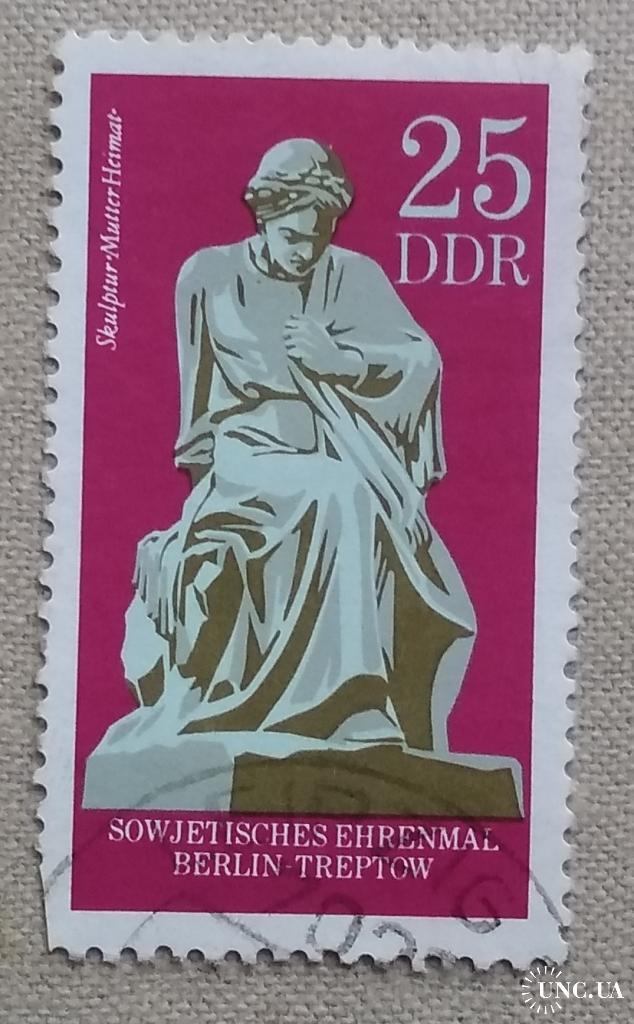 Skulptur·Mutter Heimat·
25
DDR
SOWJETISCHES EHRENMAL
BERLIN-TREPTOW
UNC.UA